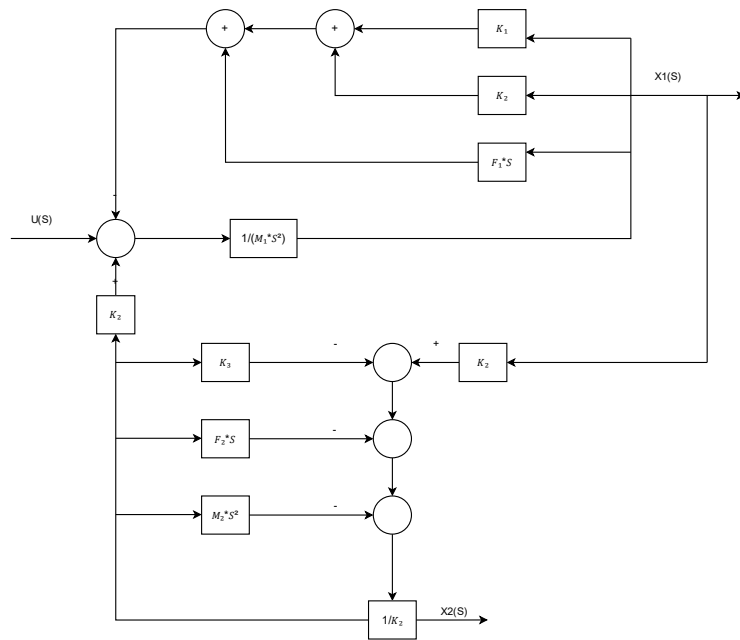 +
+
K₁
X1(S)
K₂
F₁*S
-
U(S)
1/(M₁*S²)
+
K₂
K₃
-
+
K₂
F₂*S
-
M₂*S²
-
1/K₂
X2(S)